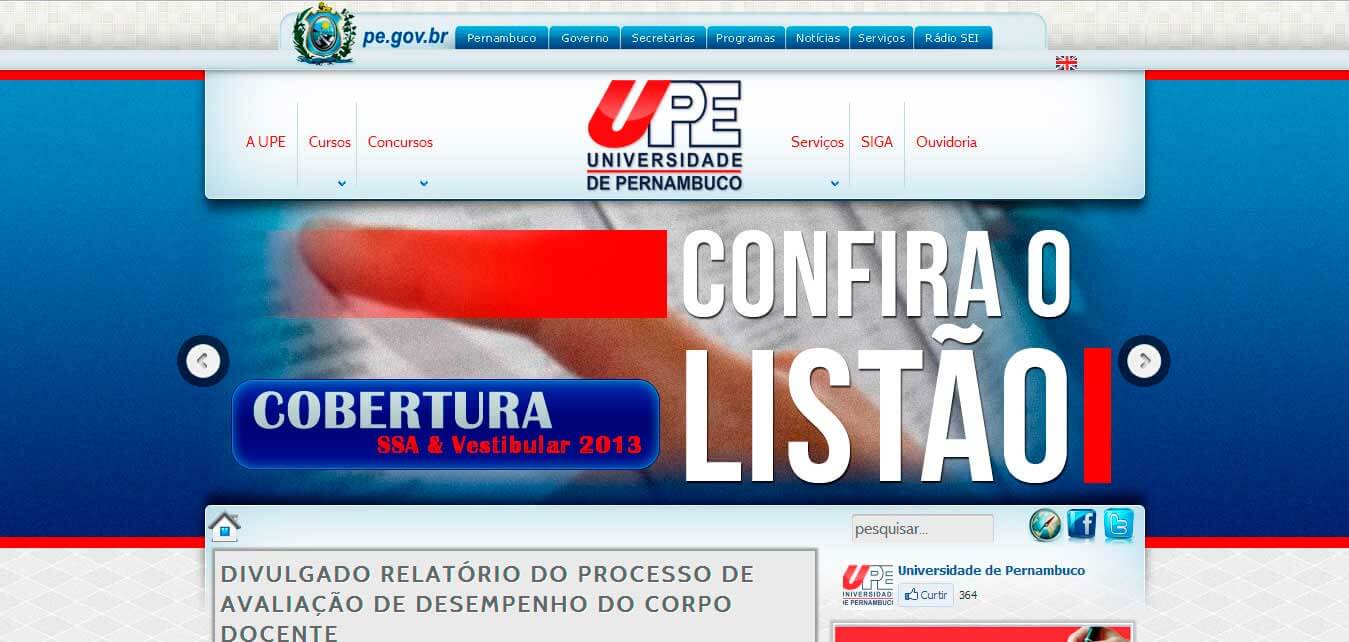 pe.gov.br
Pernambuco Governo Secretarias Programas Notícias Serviços Rádio SEI
A UPE Cursos Concursos
UPE
UNIVERSIDADE
DE PERNAMBUCO
Serviços SIGA Ouvidoria
CONFIRA O
LISTÃO
COBERTURA
SSA & Vestibular 2013
pesquisar...
DIVULGADO RELATÓRIO DO PROCESSO DE
AVALIAÇÃO DE DESEMPENHO DO CORPO
DOCENTE
UPE
UNIVERSIDADE
DE PERNAMBUCO
Universidade de Pernambuco
Curtir 364